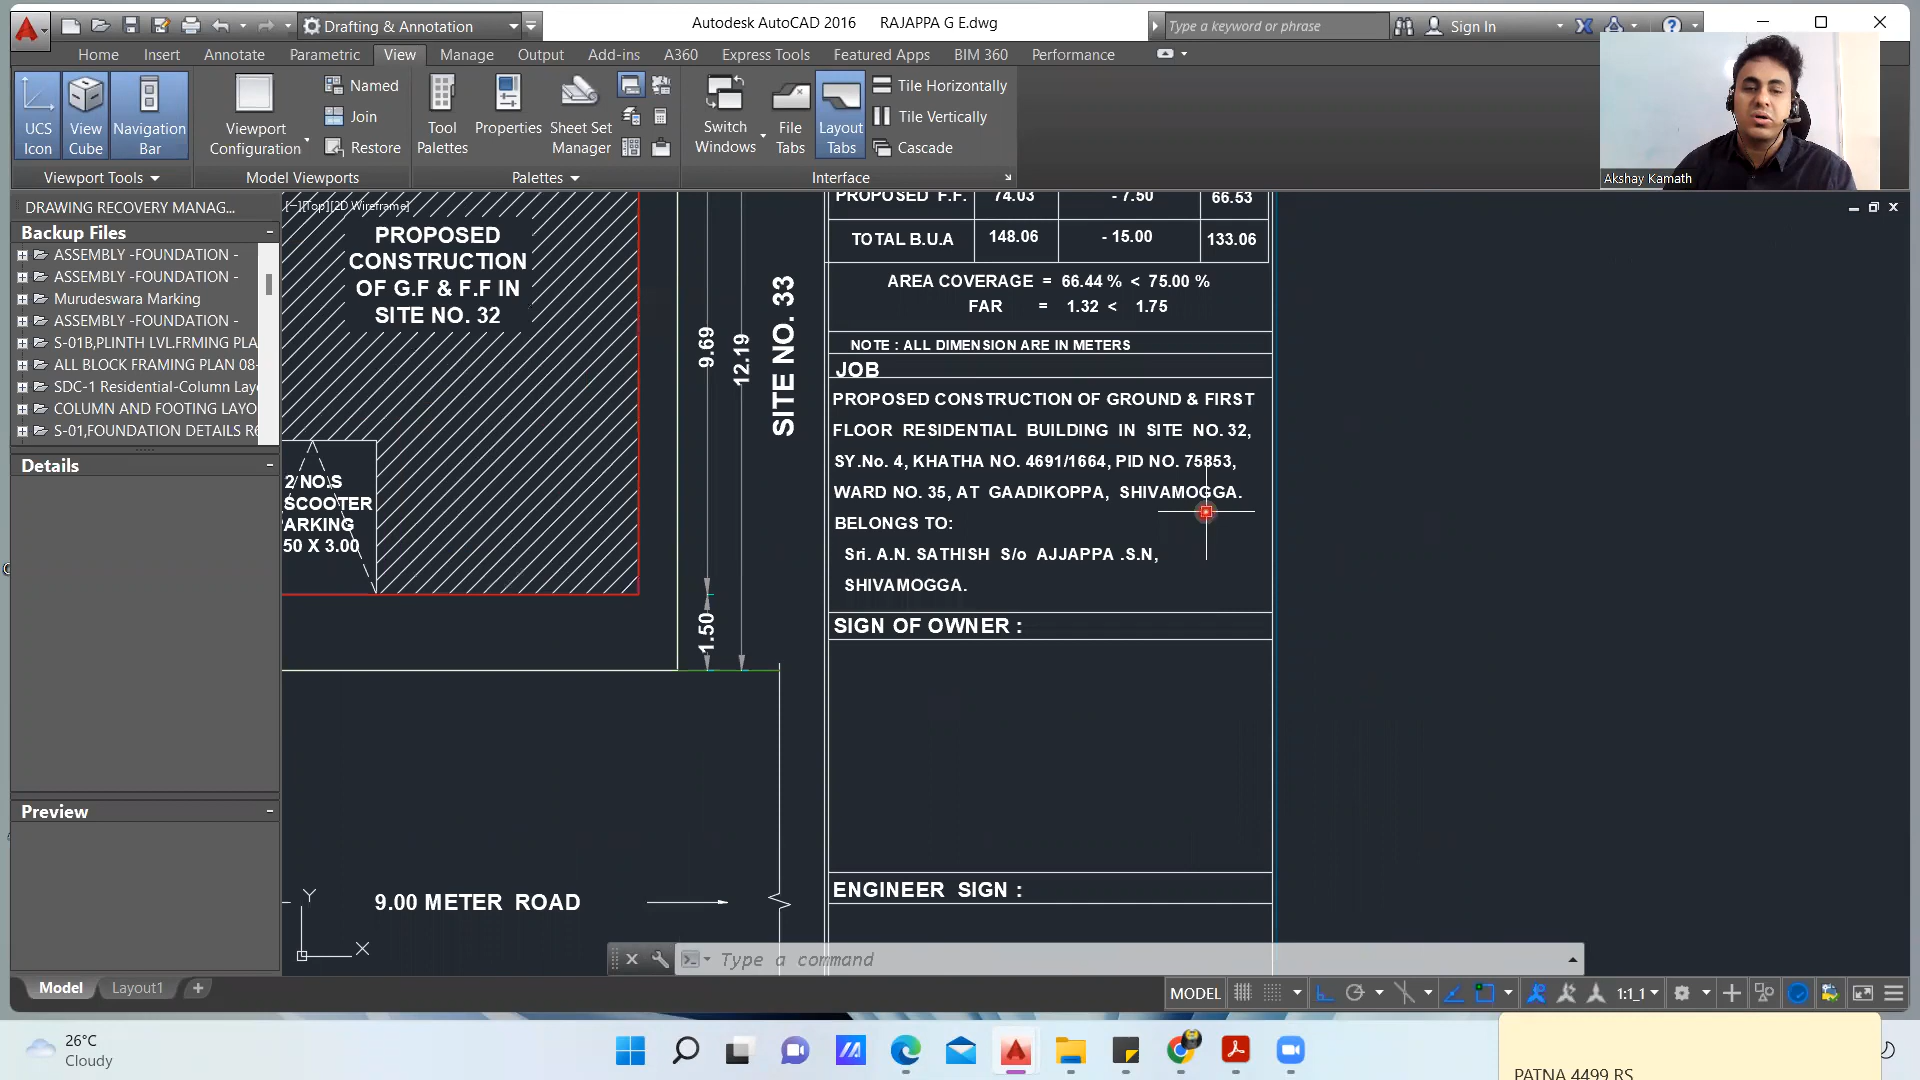 Drafting & Annotation
Autodesk AutoCAD 2016 RAJAPPA G E.dwg
Type a keyword or phrase
Sign In
Home Insert Annotate Parametric View Manage Output Add-ins A360 Express Tools Featured Apps BIM 360 Performance
UCS Icon
View Cube
Navigation Bar
Viewport Tools
Viewport Configuration
Named
Join
Restore
Model Viewports
Tool Palettes
Properties
Sheet Set Manager
Palettes
Switch Windows
File Tabs
Layout Tabs
Tile Horizontally
Tile Vertically
Cascade
Interface
Akshay Kamath
DRAWING RECOVERY MANAG...
Backup Files
ASSEMBLY -FOUNDATION -
ASSEMBLY -FOUNDATION -
Murudeswara Marking
ASSEMBLY -FOUNDATION -
S-01B,PLINTH LVL.FRMING PLA
ALL BLOCK FRAMING PLAN 08-
SDC-1 Residential-Column Lay
COLUMN AND FOOTING LAYO
S-01,FOUNDATION DETAILS R6
Details
Preview
[−][Top][2D Wireframe]
PROPOSED
CONSTRUCTION
OF G.F & F.F IN
SITE NO. 32
2 NO.S
SCOOTER
ARKING
50 X 3.00
9.69
12.19
1.50
SITE NO. 33
9.00 METER ROAD
Y
X
PROPOSED F.F. 74.03 - 7.50 66.53
TOTAL B.U.A 148.06 - 15.00 133.06
AREA COVERAGE = 66.44 % < 75.00 %
FAR = 1.32 < 1.75
NOTE : ALL DIMENSION ARE IN METERS
JOB
PROPOSED CONSTRUCTION OF GROUND & FIRST
FLOOR RESIDENTIAL BUILDING IN SITE NO. 32,
SY.No. 4, KHATHA NO. 4691/1664, PID NO. 75853,
WARD NO. 35, AT GAADIKOPPA, SHIVAMOGGA.
BELONGS TO:
Sri. A.N. SATHISH S/o AJJAPPA .S.N,
SHIVAMOGGA.
SIGN OF OWNER :
ENGINEER SIGN :
Type a command
Model Layout1
MODEL
1:1_1
26°C
Cloudy
PATNA 4499 RS